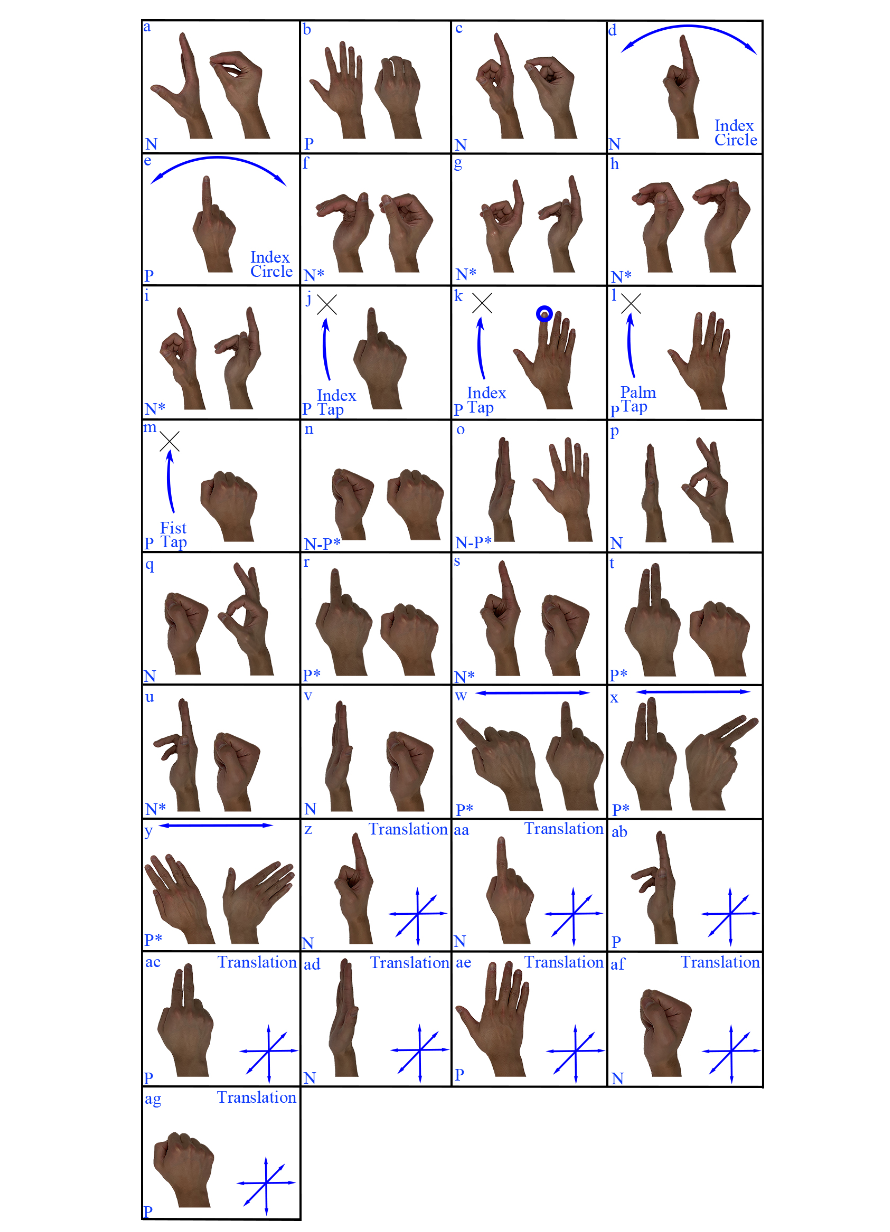 a
N
b
P
c
N
d
N
Index
Circle
e
P
Index
Circle
f
N*
g
N*
h
N*
i
N*
j
Index
P Tap
k
Index
P Tap
l
Palm
P Tap
m
Fist
P Tap
n
N-P*
o
N-P*
p
N
q
N
r
P*
s
N*
t
P*
u
N*
v
N
w
P*
x
P*
y
P*
z Translation
N
aa Translation
N
ab
P
ac Translation
P
ad Translation
N
ae Translation
P
af Translation
N
ag Translation
P